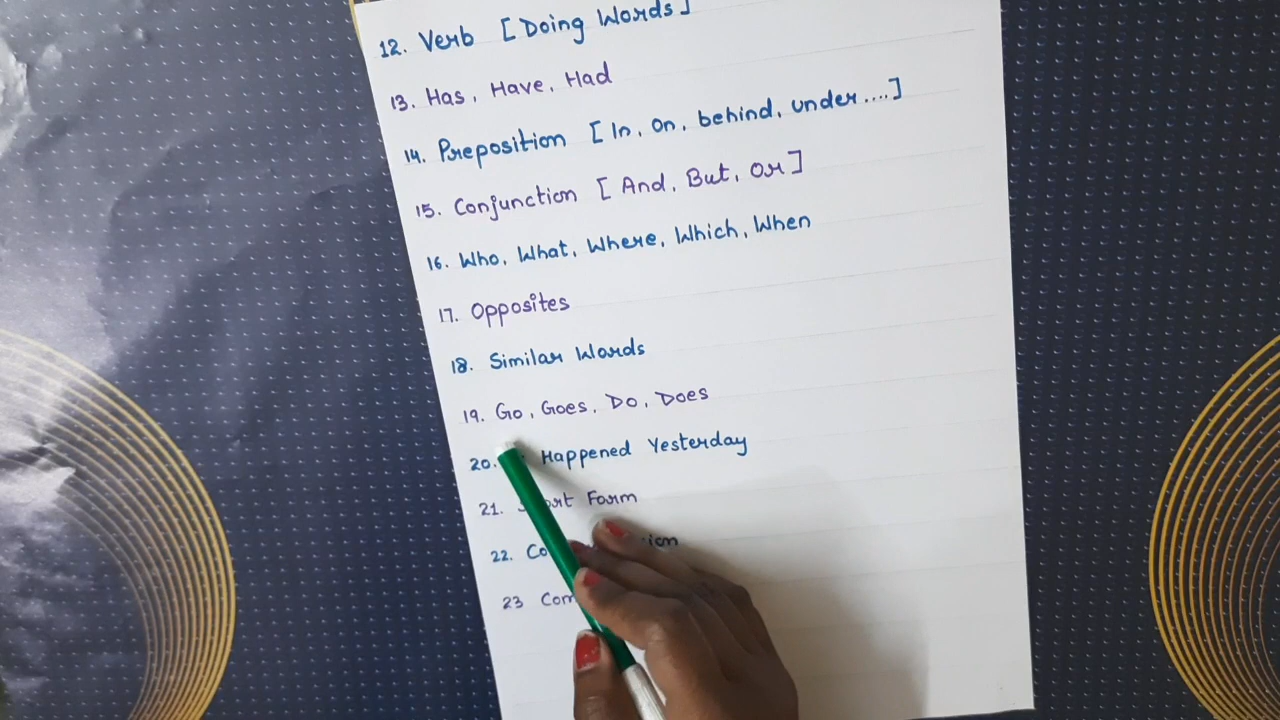 12. Verb [Doing Words]
13. Has, Have, Had
14. Preposition [In, On, behind, under....]
15. Conjunction [And, But, Or]
16. Who, What, Where, Which, When
17. Opposites
18. Similar Words
19. Go, Goes, Do, Does
20. Happened Yesterday
21. Form
22.
23